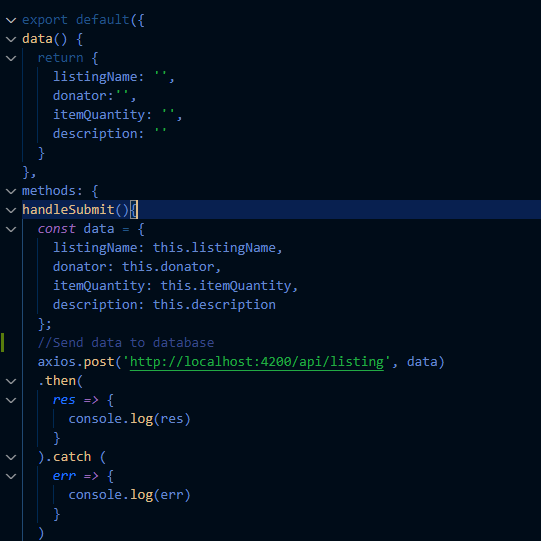 export default({
data() {
return {
listingName: '',
donator:'',
itemQuantity: '',
description: ''
}
},
methods: {
handleSubmit(){
const data = {
listingName: this.listingName,
donator: this.donator,
itemQuantity: this.itemQuantity,
description: this.description
};
//Send data to database
axios.post('http://localhost:4200/api/listing', data)
.then(
res => {
console.log(res)
}
).catch (
err => {
console.log(err)
}
)